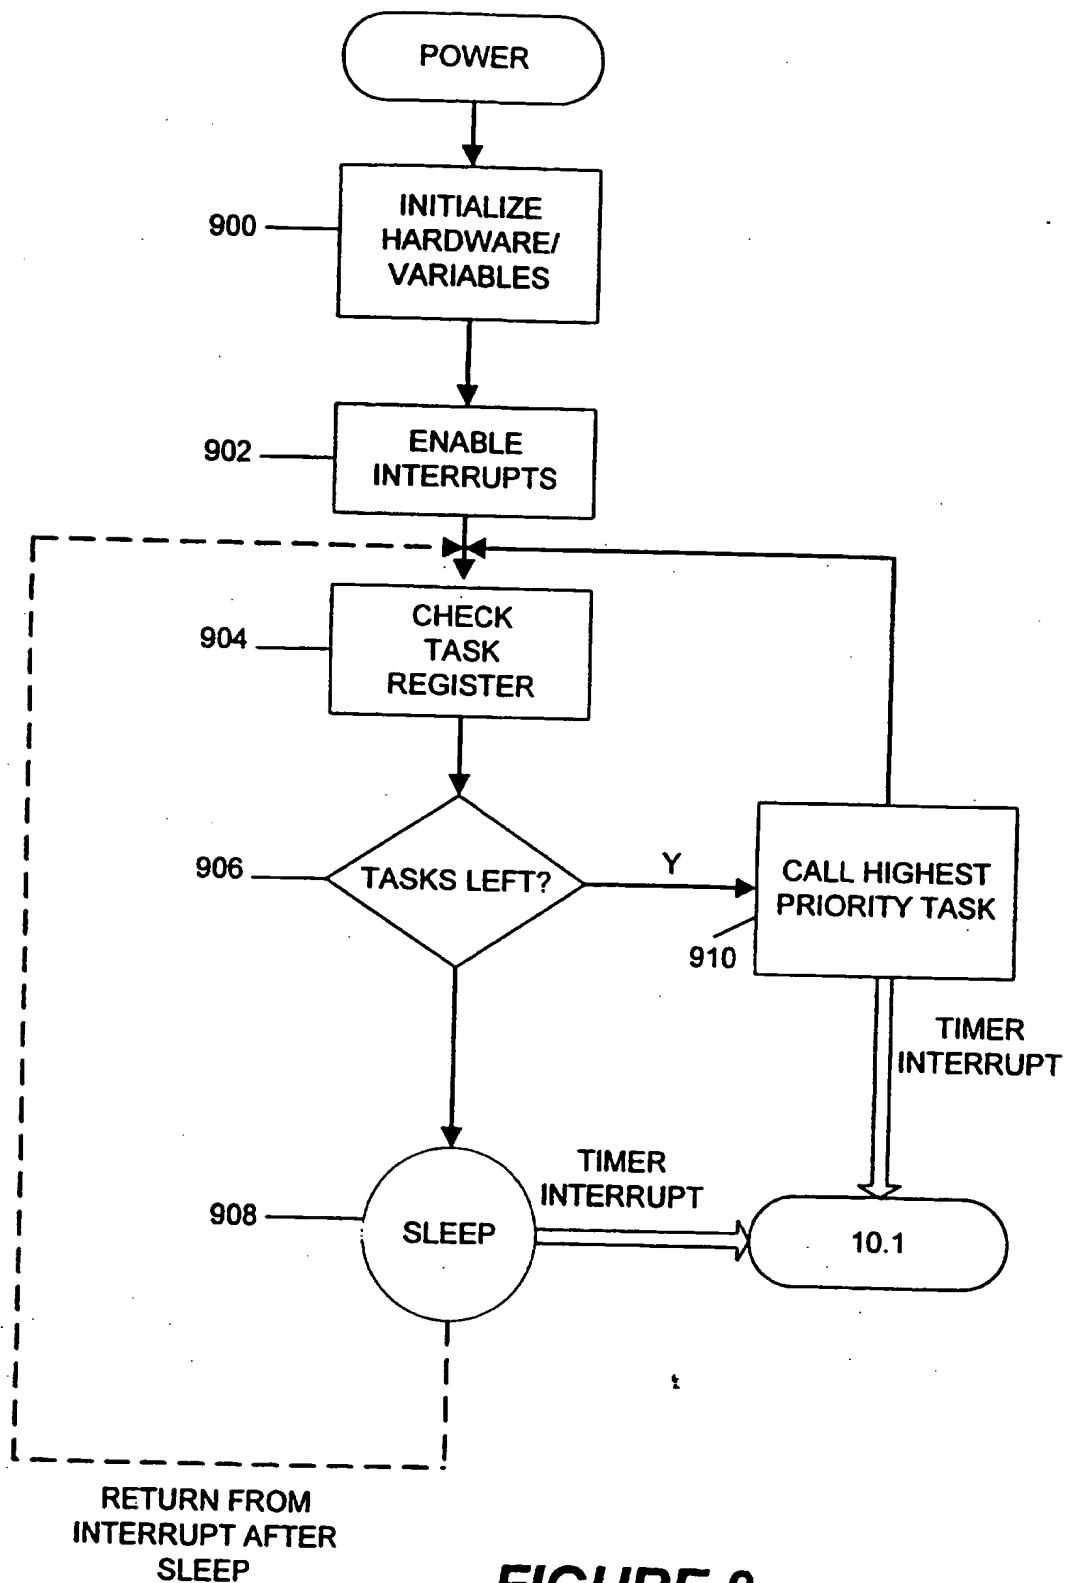 POWER
900
INITIALIZE
HARDWARE/
VARIABLES
902
ENABLE
INTERRUPTS
904
CHECK
TASK
REGISTER
906
TASKS LEFT?
Y
CALL HIGHEST
PRIORITY TASK
910
TIMER
INTERRUPT
TIMER
INTERRUPT
908
SLEEP
10.1
RETURN FROM
INTERRUPT AFTER
SLEEP
FIGURE